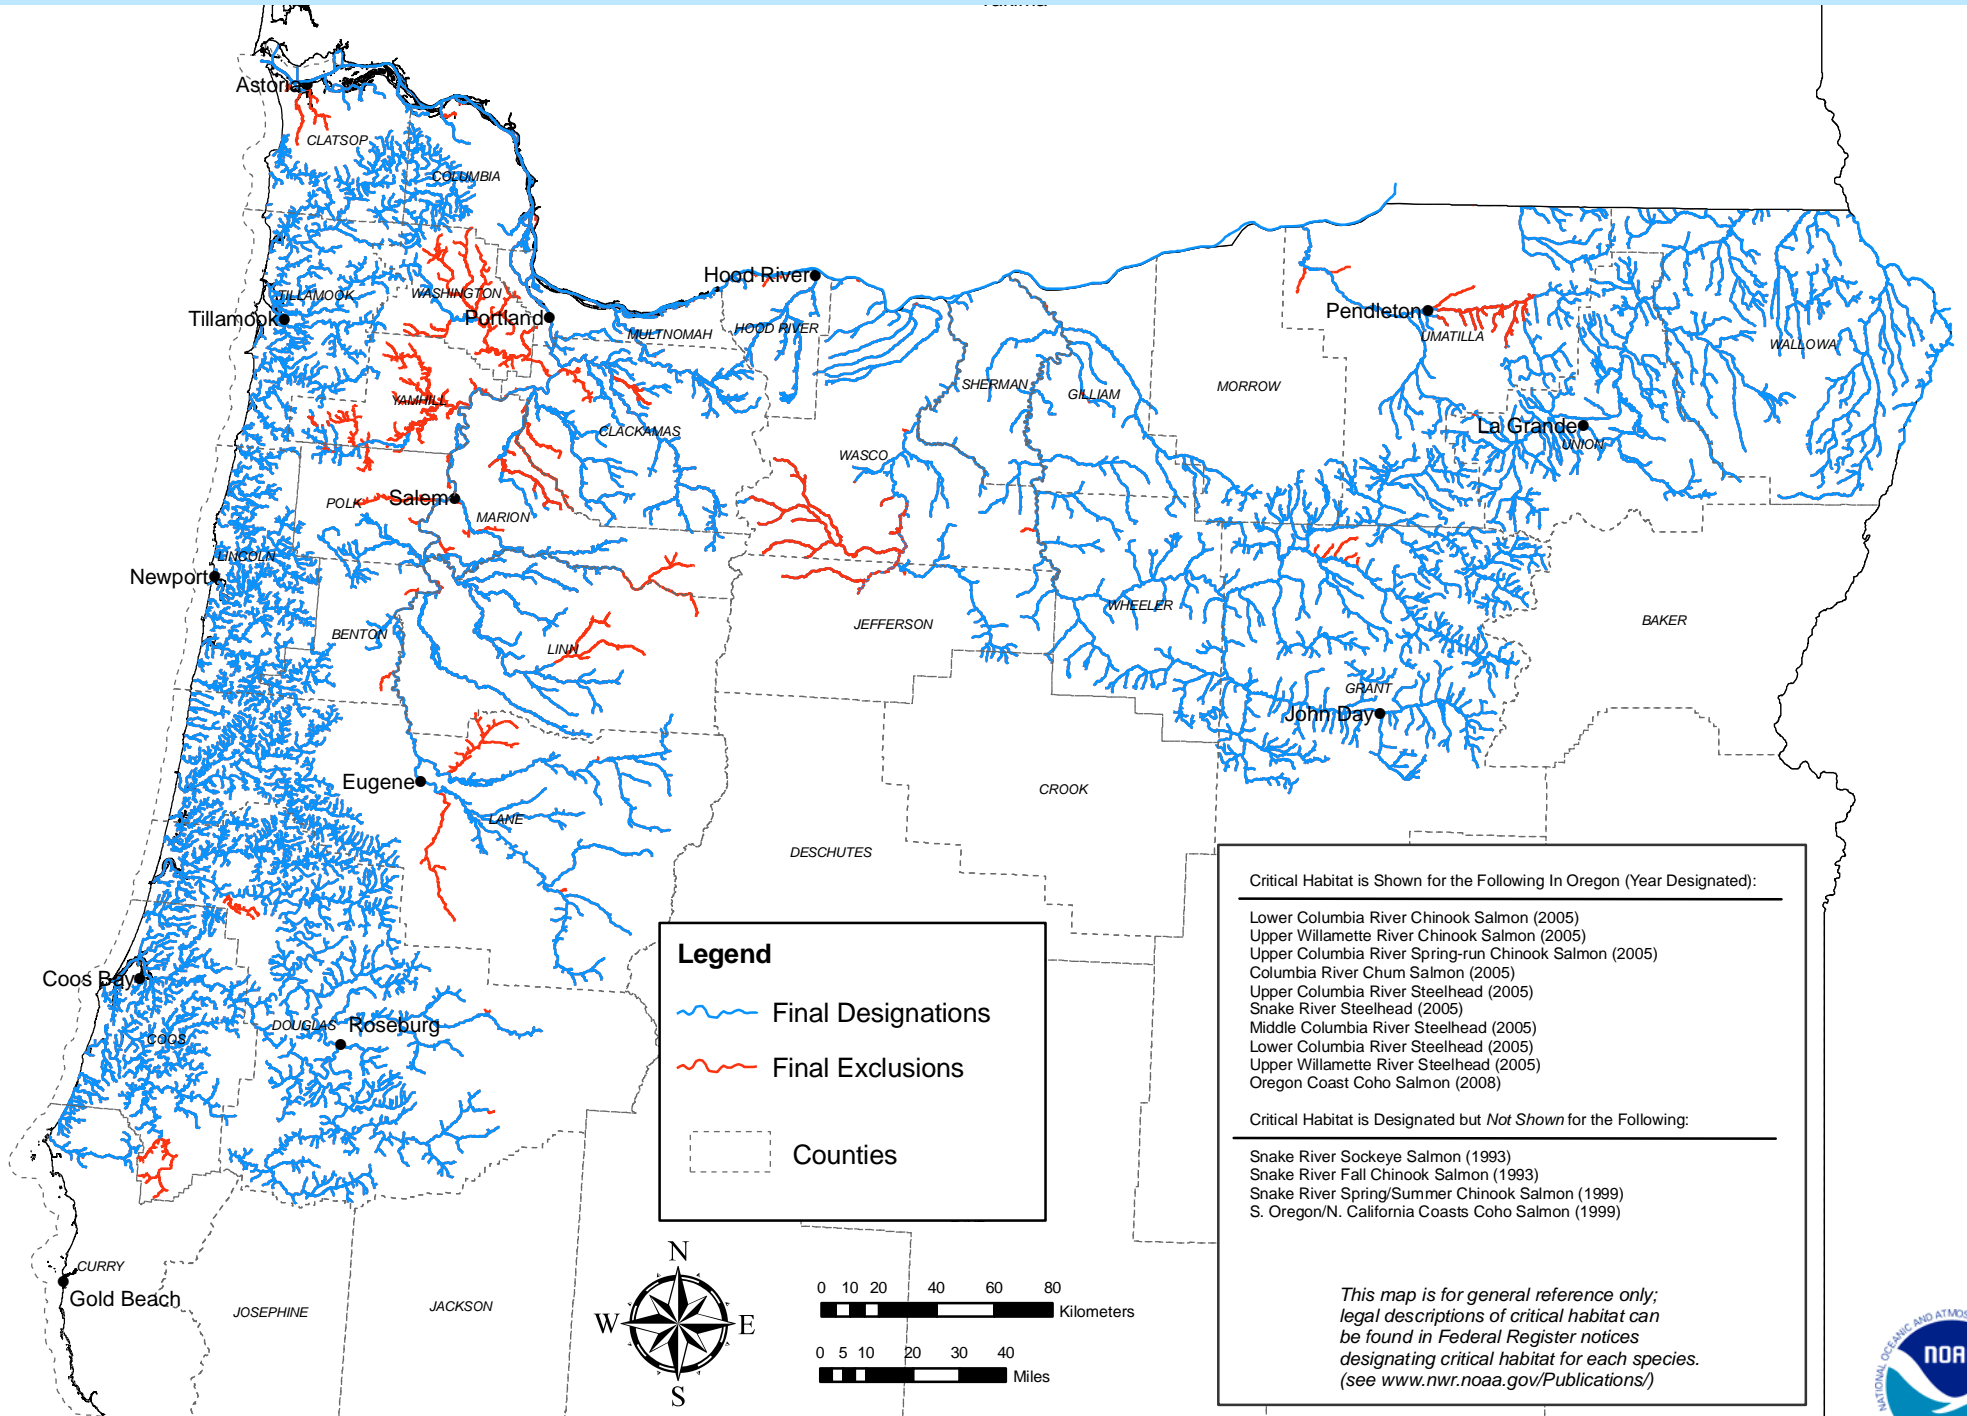 Astoria
CLATSOP
COLUMBIA
TILLAMOOK
WASHINGTON
Tillamook
Portland
Hood River
MULTNOMAH
HOOD RIVER
Pendleton
UMATILLA
WALLOWA
SHERMAN
GILLIAM
MORROW
YAMHILL
CLACKAMAS
WASCO
La Grande
UNION
POLK
Salem
MARION
LINCOLN
Newport
BENTON
LINN
JEFFERSON
WHEELER
BAKER
GRANT
John Day
Eugene
LANE
CROOK
DESCHUTES
Coos Bay
COOS
DOUGLAS
Roseburg
CURRY
Gold Beach
JOSEPHINE
JACKSON
Legend
Final Designations
Final Exclusions
Counties
N
W
E
S
0 10 20 40 60 80
Kilometers
0 5 10 20 30 40
Miles
Critical Habitat is Shown for the Following In Oregon (Year Designated):
Lower Columbia River Chinook Salmon (2005)
Upper Willamette River Chinook Salmon (2005)
Upper Columbia River Spring-run Chinook Salmon (2005)
Columbia River Chum Salmon (2005)
Upper Columbia River Steelhead (2005)
Snake River Steelhead (2005)
Middle Columbia River Steelhead (2005)
Lower Columbia River Steelhead (2005)
Upper Willamette River Steelhead (2005)
Oregon Coast Coho Salmon (2008)
Critical Habitat is Designated but Not Shown for the Following:
Snake River Sockeye Salmon (1993)
Snake River Fall Chinook Salmon (1993)
Snake River Spring/Summer Chinook Salmon (1999)
S. Oregon/N. California Coasts Coho Salmon (1999)
This map is for general reference only;
legal descriptions of critical habitat can
be found in Federal Register notices
designating critical habitat for each species.
(see www.nwr.noaa.gov/Publications/)
NATIONAL OCEANIC AND ATMOS
NOA